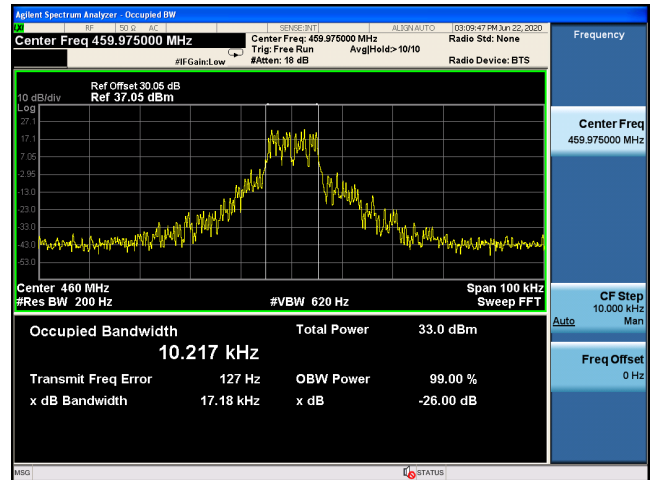 Agilent Spectrum Analyzer - Occupied BW
RF 50 Ω AC SENSE:INT ALIGN AUTO 03:09:47 PM Jun 22, 2020
Center Freq 459.975000 MHz
Center Freq: 459.975000 MHz
Radio Std: None
Trig: Free Run Avg|Hold:>10/10
#IFGain:Low
#Atten: 18 dB
Radio Device: BTS
Ref Offset 30.05 dB
10 dB/div Ref 37.05 dBm
Log
27.1
17.1
7.05
-2.95
-13.0
-23.0
-33.0
-43.0
-53.0
Center 460 MHz Span 100 kHz
#Res BW 200 Hz #VBW 620 Hz Sweep FFT
Occupied Bandwidth Total Power 33.0 dBm
10.217 kHz
Transmit Freq Error 127 Hz OBW Power 99.00 %
x dB Bandwidth 17.18 kHz x dB -26.00 dB
MSG STATUS
Frequency
Center Freq
459.975000 MHz
CF Step
10.000 kHz
Auto Man
Freq Offset
0 Hz